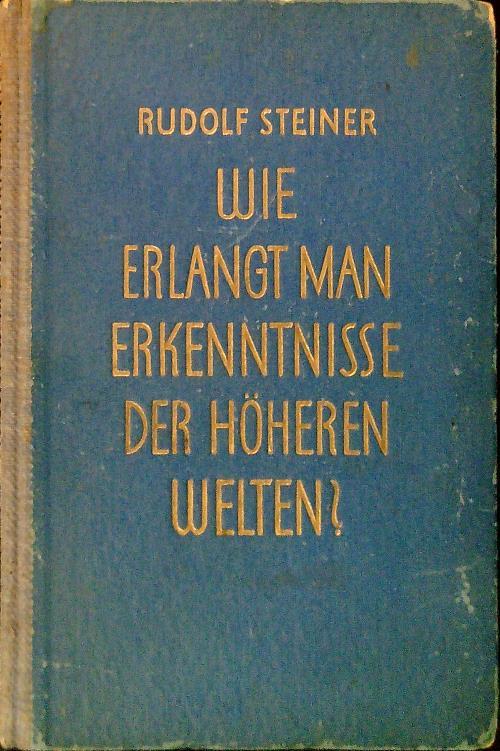 RUDOLF STEINER
WIE
ERLANGT MAN
ERKENNTNISSE
DER HÖHEREN
WELTEN?